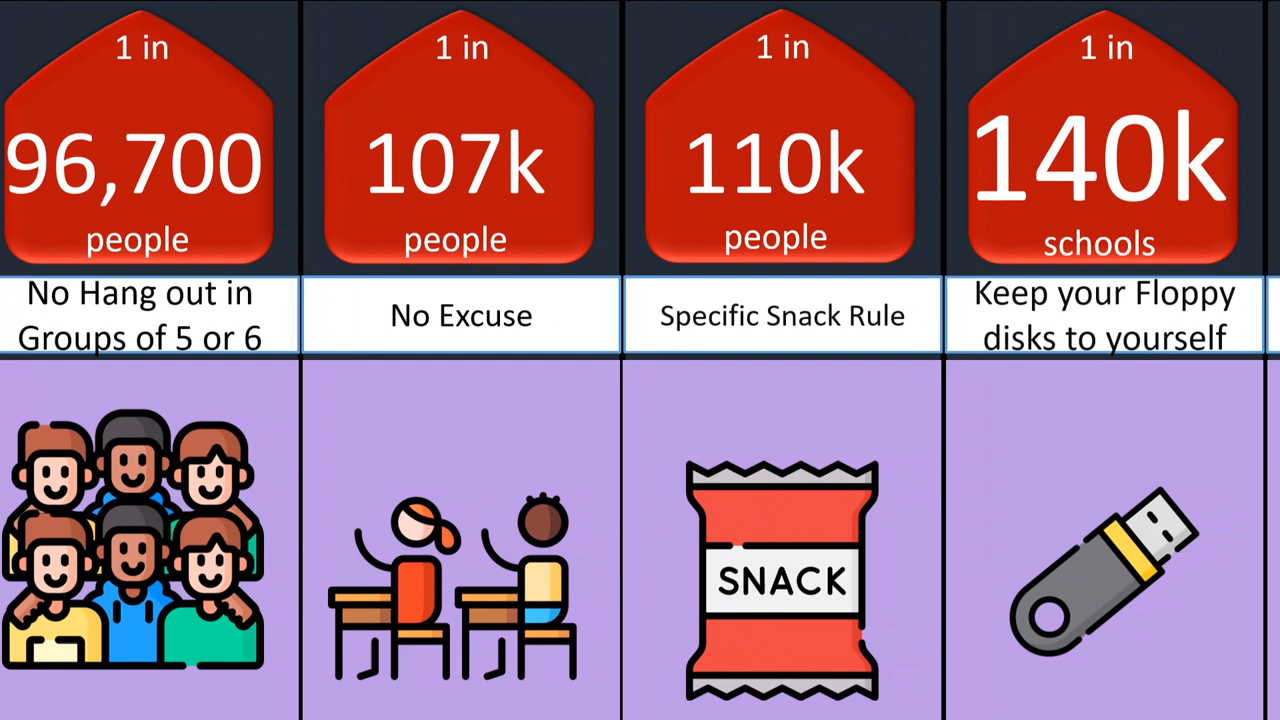 1 in
96,700
people
No Hang out in
Groups of 5 or 6
1 in
107k
people
No Excuse
1 in
110k
people
Specific Snack Rule
SNACK
1 in
140k
schools
Keep your Floppy
disks to yourself